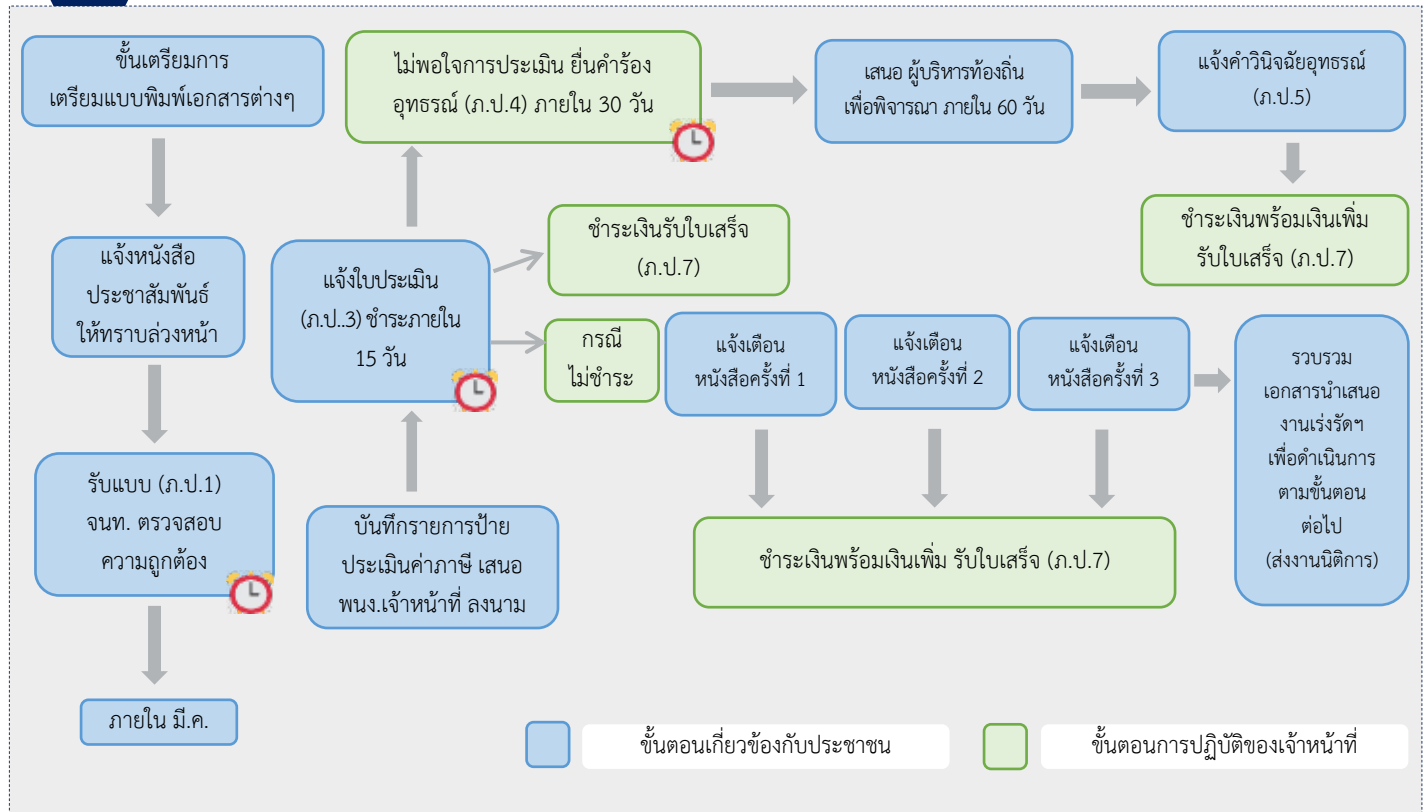 ขั้นเตรียมการ
เตรียมแบบพิมพ์เอกสารต่างๆ
ไม่พอใจการประเมิน ยื่นคำร้อง
อุทธรณ์ (ภ.ป.4) ภายใน 30 วัน
เสนอ ผู้บริหารท้องถิ่น
เพื่อพิจารณา ภายใน 60 วัน
แจ้งคำวินิจฉัยอุทธรณ์
(ภ.ป.5)
ชำระเงินพร้อมเงินเพิ่ม
รับใบเสร็จ (ภ.ป.7)
แจ้งหนังสือ
ประชาสัมพันธ์
ให้ทราบล่วงหน้า
แจ้งใบประเมิน
(ภ.ป..3) ชำระภายใน
15 วัน
ชำระเงินรับใบเสร็จ
(ภ.ป.7)
กรณี
ไม่ชำระ
แจ้งเตือน
หนังสือครั้งที่ 1
แจ้งเตือน
หนังสือครั้งที่ 2
แจ้งเตือน
หนังสือครั้งที่ 3
รวบรวม
เอกสารนำเสนอ
งานเร่งรัดฯ
เพื่อดำเนินการ
ตามขั้นตอน
ต่อไป
(ส่งงานนิติการ)
รับแบบ (ภ.ป.1)
จนท. ตรวจสอบ
ความถูกต้อง
บันทึกรายการป้าย
ประเมินค่าภาษี เสนอ
พนง.เจ้าหน้าที่ ลงนาม
ชำระเงินพร้อมเงินเพิ่ม รับใบเสร็จ (ภ.ป.7)
ภายใน มี.ค.
ขั้นตอนเกี่ยวข้องกับประชาชน
ขั้นตอนการปฏิบัติของเจ้าหน้าที่